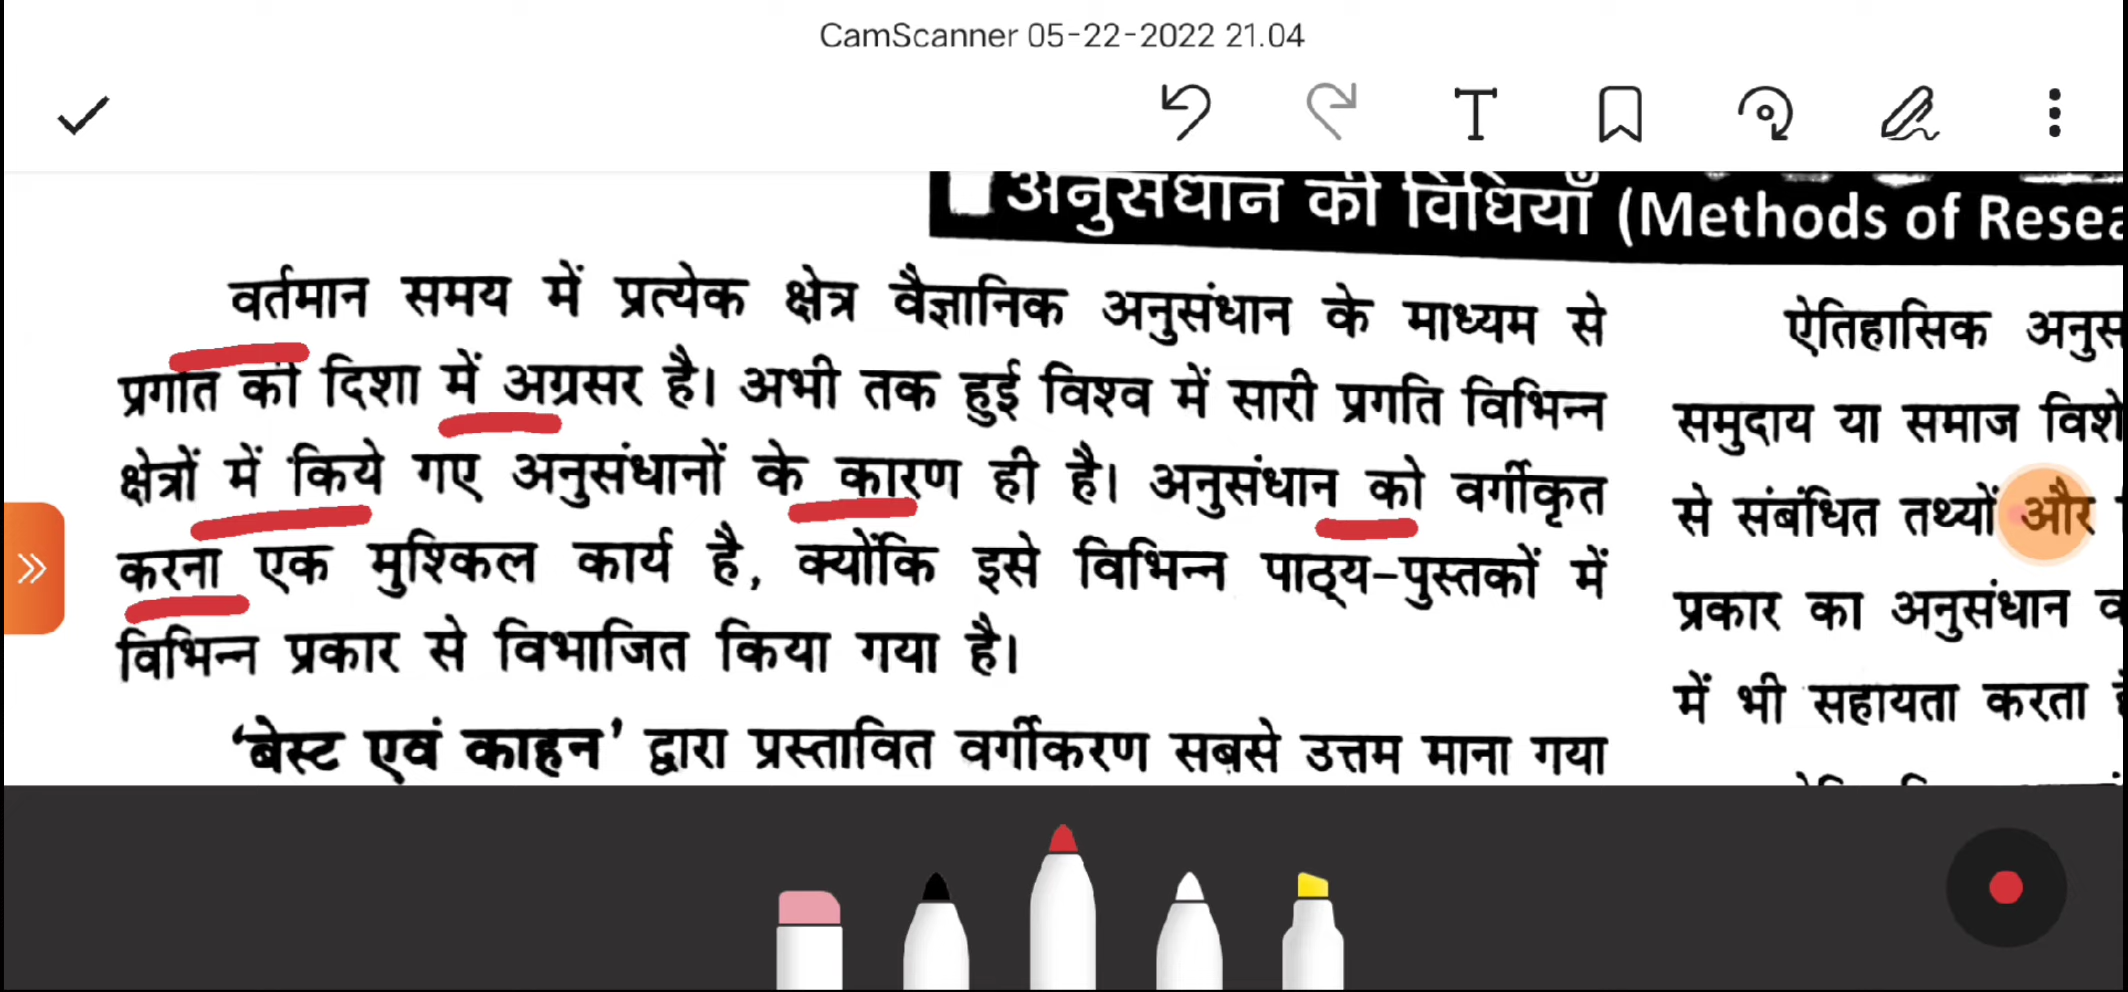 CamScanner 05-22-2022 21.04
अनुसंधान की विधियाँ (Methods of
वर्तमान समय में प्रत्येक क्षेत्र वैज्ञानिक अनुसंधान के माध्यम से
प्रगति की दिशा में अग्रसर है। अभी तक हुई विश्व में सारी प्रगति विभिन्न
क्षेत्रों में किये गए अनुसंधानों के कारण ही है। अनुसंधान को वर्गीकृत
करना एक मुश्किल कार्य है, क्योंकि इसे विभिन्न पाठ्य-पुस्तकों में
विभिन्न प्रकार से विभाजित किया गया है।
‘बेस्ट एवं काहन’ द्वारा प्रस्तावित वर्गीकरण सबसे उत्तम माना गया
ऐतिहासिक
समुदाय या समाज
से संबंधित तथ्यों और
प्रकार का अनुसंधान
में भी सहायता करता